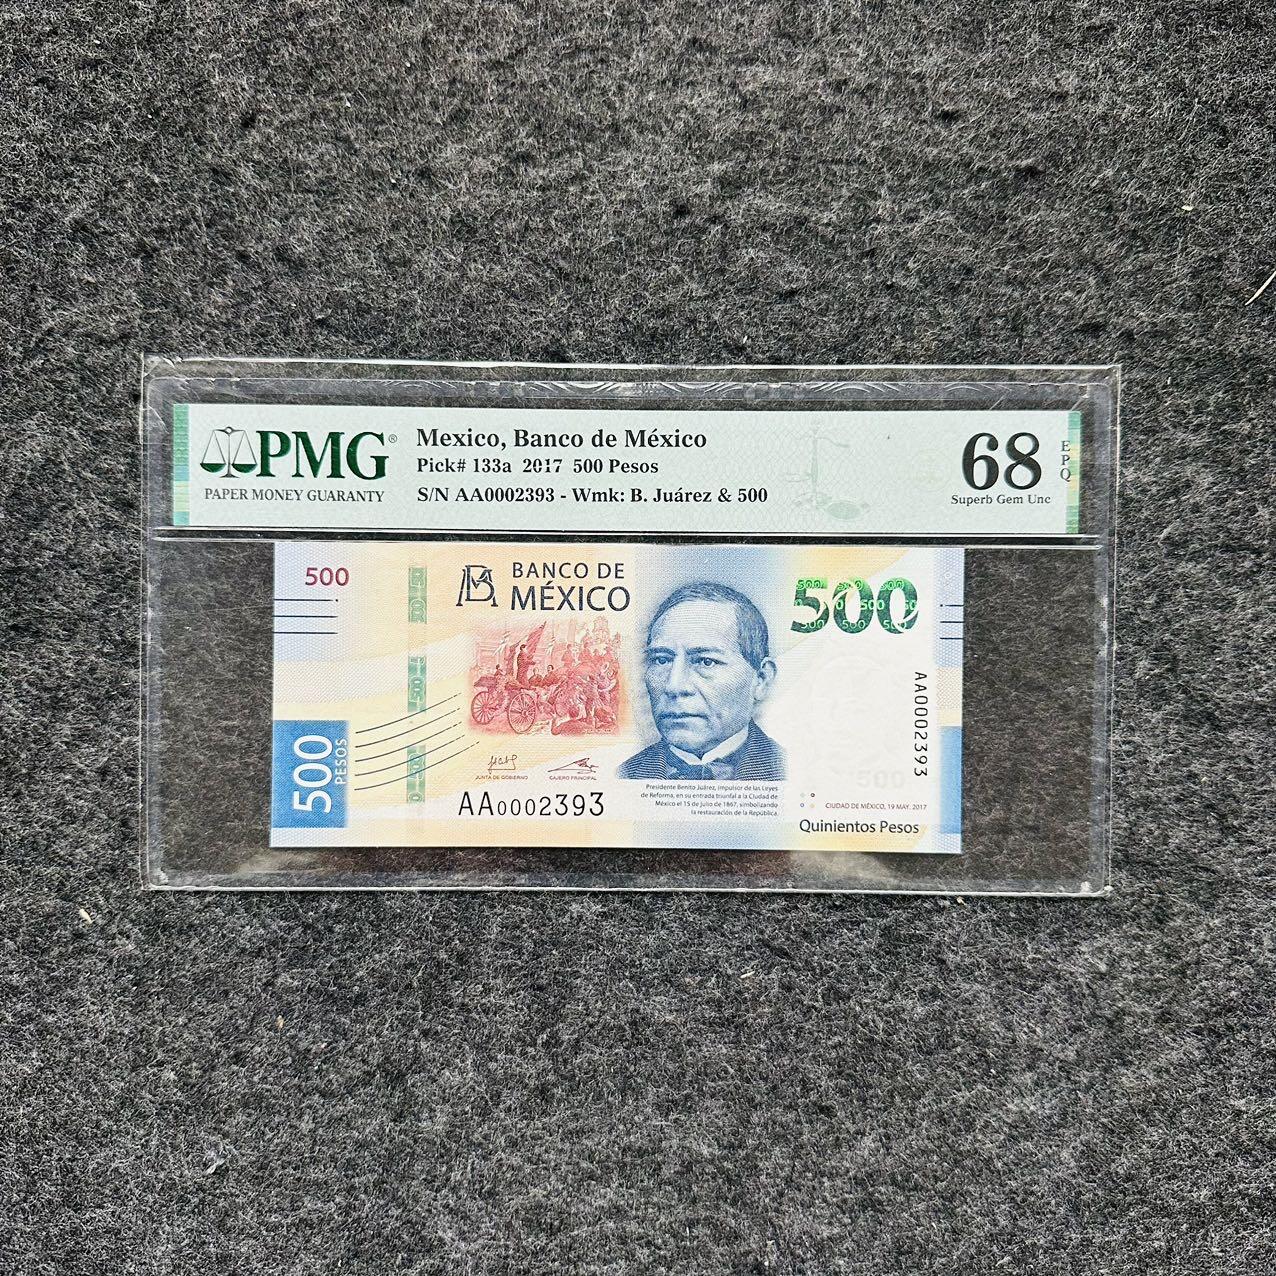 PMG®
PAPER MONEY GUARANTY
Mexico, Banco de México
Pick# 133a 2017 500 Pesos
S/N AA0002393 - Wmk: B. Juárez & 500
68
Superb Gem Unc
EPQ
500
BM
BANCO DE
MÉXICO
500
AA0002393
500
PESOS
JUNTA DE GOBIERNO
CAJERO PRINCIPAL
AA0002393
Presidente Benito Juárez, impulsor de las Leyes
de Reforma, en su entrada triunfal a la Ciudad de
México el 15 de julio de 1867, simbolizando
la restauración de la República.
500
CIUDAD DE MÉXICO, 19 MAY. 2017
Quinientos Pesos